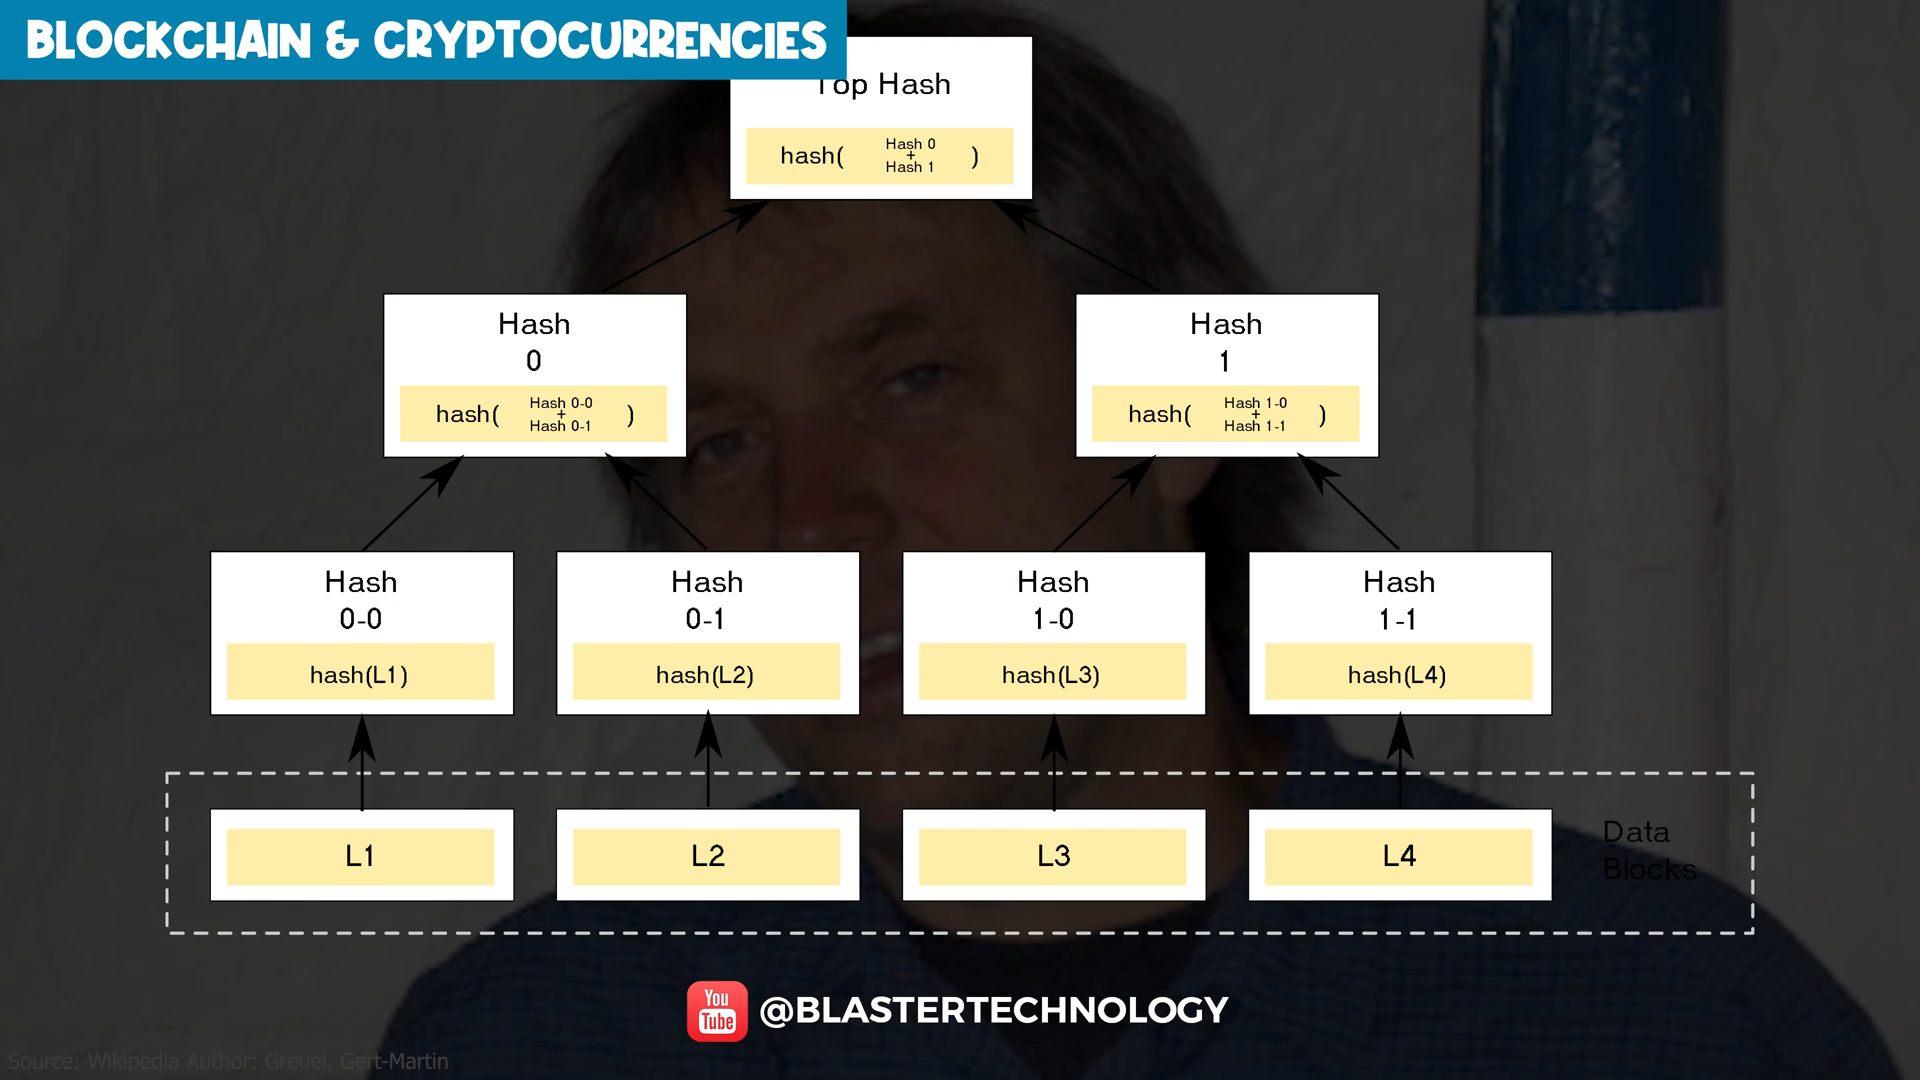 BLOCKCHAIN & CRYPTOCURRENCIES
Top Hash
hash( Hash 0 + Hash 1 )
Hash
0
hash( Hash 0-0 + Hash 0-1 )
Hash
1
hash( Hash 1-0 + Hash 1-1 )
Hash
0-0
hash(L1)
Hash
0-1
hash(L2)
Hash
1-0
hash(L3)
Hash
1-1
hash(L4)
L1
L2
L3
L4
Data
Blocks
You
Tube
@BLASTERTECHNOLOGY
Source: Wikipedia Author: Greuel, Gert-Martin